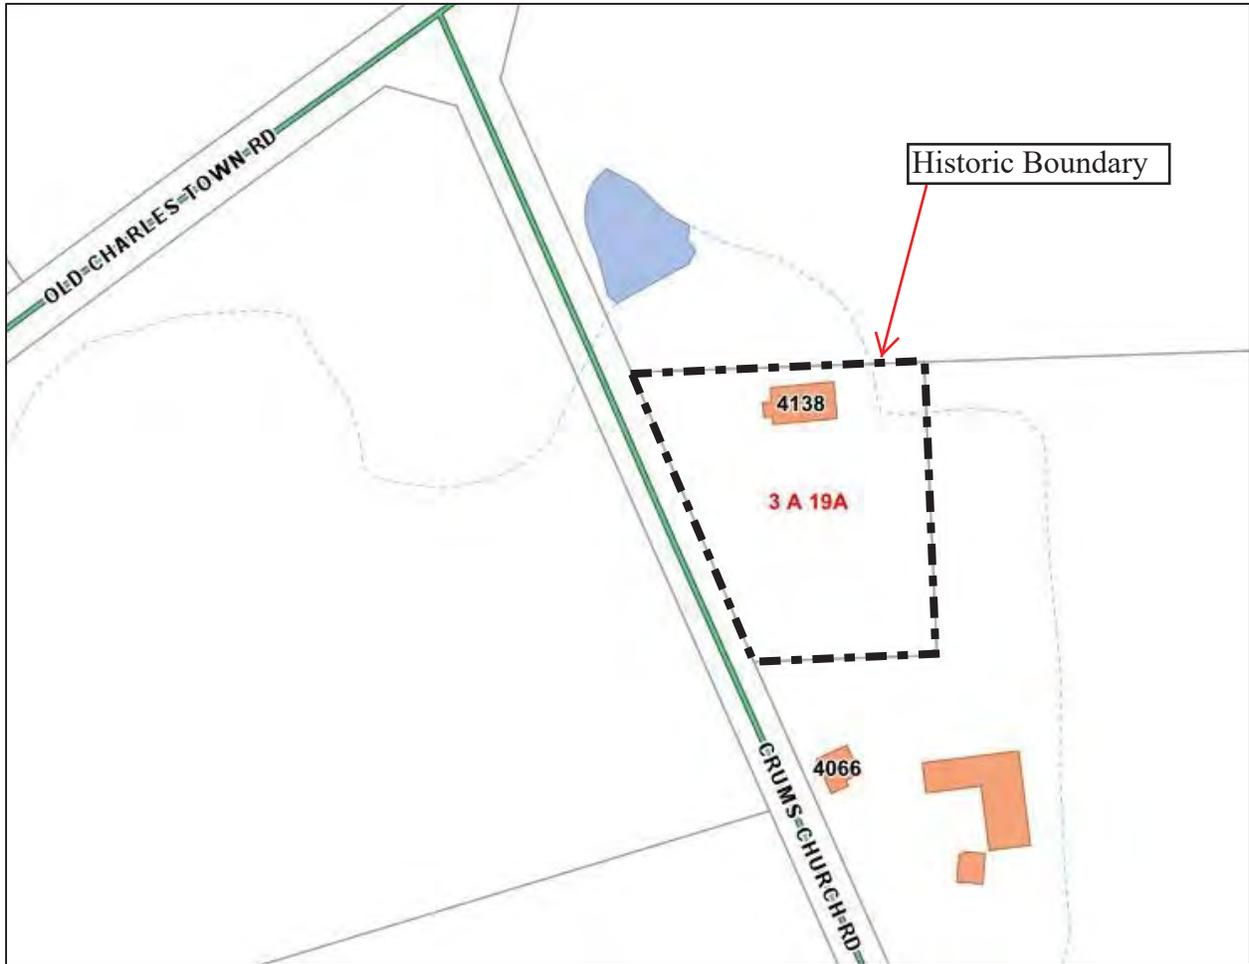 OLD CHARLES TOWN RD
Historic Boundary
4138
3 A 19A
4066
CRUMS CHURCH RD